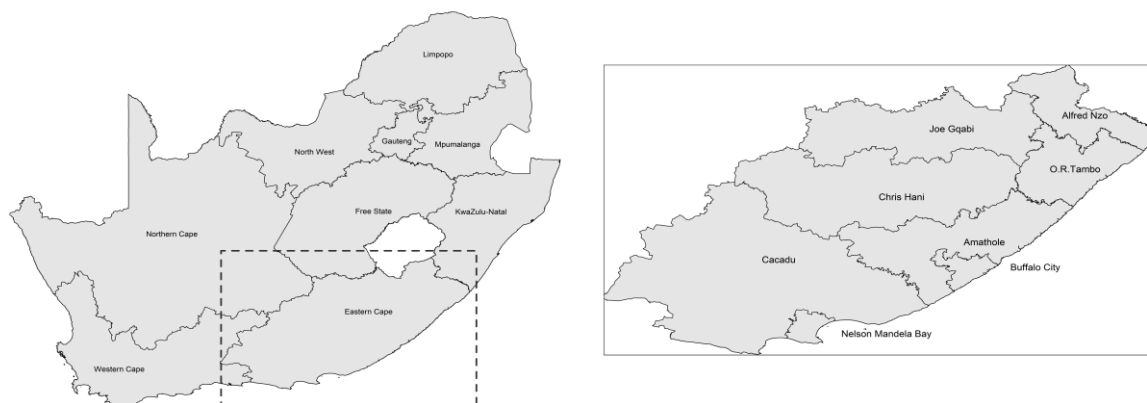 Limpopo
North West
Gauteng
Mpumalanga
Free State
KwaZulu-Natal
Northern Cape
Eastern Cape
Western Cape
Alfred Nzo
Joe Gqabi
O.R.Tambo
Chris Hani
Amathole
Cacadu
Buffalo City
Nelson Mandela Bay